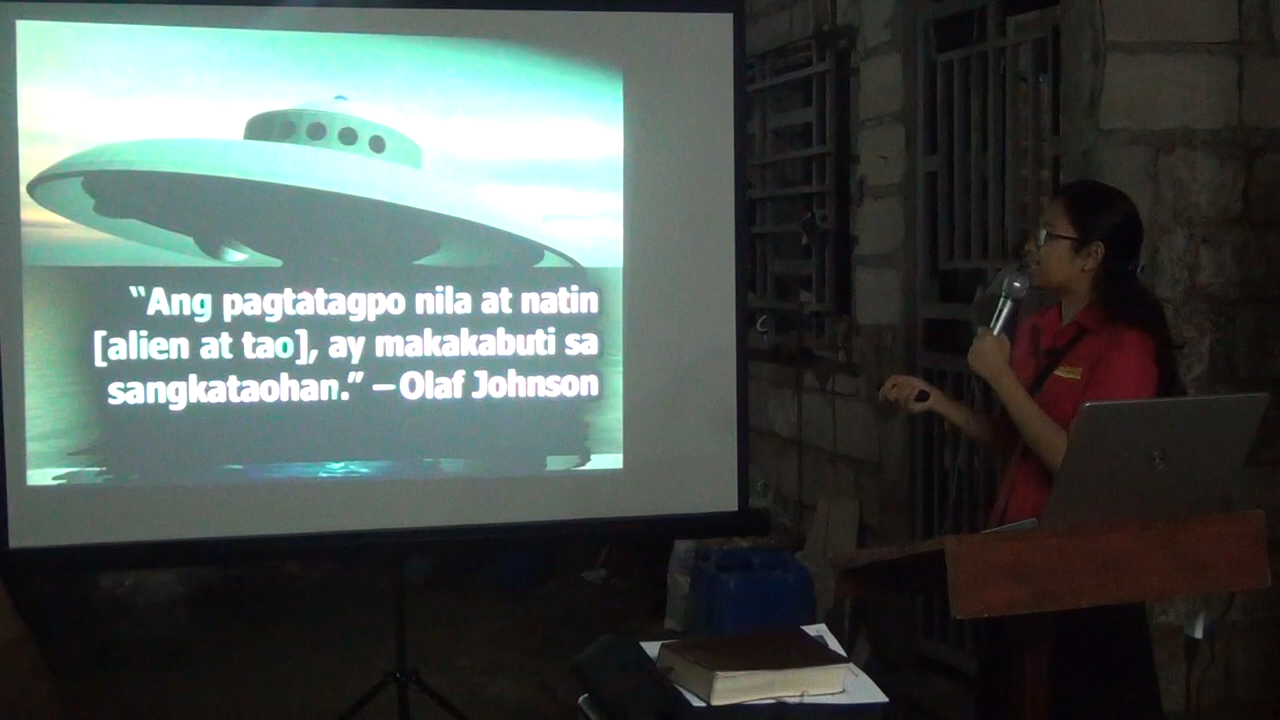 “Ang pagtatagpo nila at natin
[alien at tao], ay makakabuti sa
sangkataohan.” – Olaf Johnson